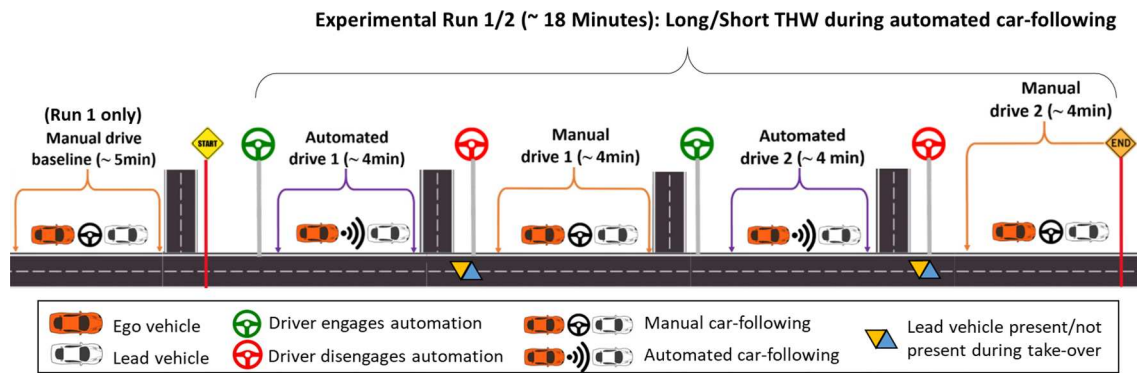 Experimental Run 1/2 (~ 18 Minutes): Long/Short THW during automated car-following
(Run 1 only)
Manual drive
baseline (~ 5min)
START
Automated
drive 1 (~ 4min)
Manual
drive 1 (~ 4min)
Automated
drive 2 (~ 4 min)
Manual
drive 2 (~ 4min)
END
Ego vehicle
Lead vehicle
Driver engages automation
Driver disengages automation
Manual car-following
Automated car-following
Lead vehicle present/not
present during take-over